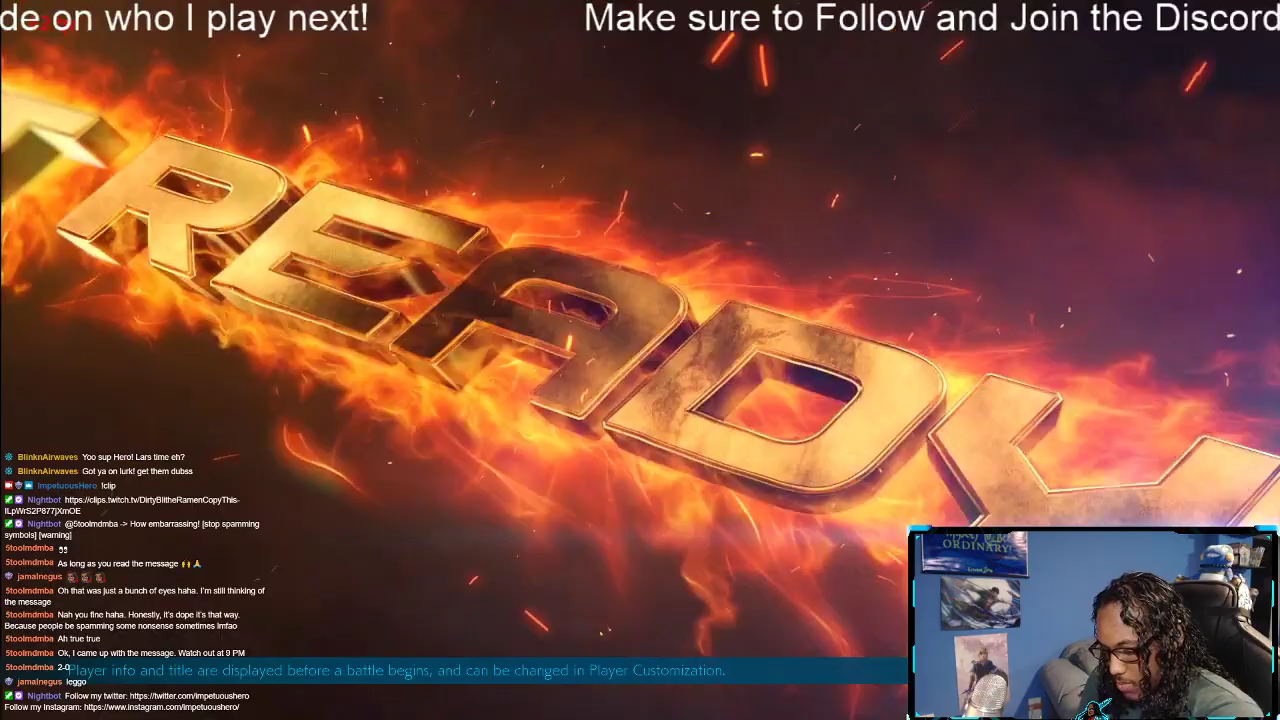 de on who I play next!
Make sure to Follow and Join the Discord
READY
BlinknAirwaves Yoo sup Hero! Lars time eh?
BlinknAirwaves Got ya on lurk! get them dubss
ImpetuousHero !clip
Nightbot https://clips.twitch.tv/DirtyBlitheRamenCopyThis-
ILpWrS2P877jXmOE
Nightbot @5toolmdmba -> How embarrassing! [stop spamming
symbols] [warning]
5toolmdmba
5toolmdmba As long as you read the message
jamalnegus
5toolmdmba Oh that was just a bunch of eyes haha. I'm still thinking of
the message
5toolmdmba Nah you fine haha. Honestly, it's dope it's that way.
Because people be spamming some nonsense sometimes lmfao
5toolmdmba Ah true true
5toolmdmba Ok, I came up with the message. Watch out at 9 PM
5toolmdmba 2-0
Player info and title are displayed before a battle begins, and can be changed in Player Customization.
jamalnegus leggo
Nightbot Follow my twitter: https://twitter.com/impetuoushero
Follow my Instagram: https://www.instagram.com/impetuoushero/
ORDINARY!